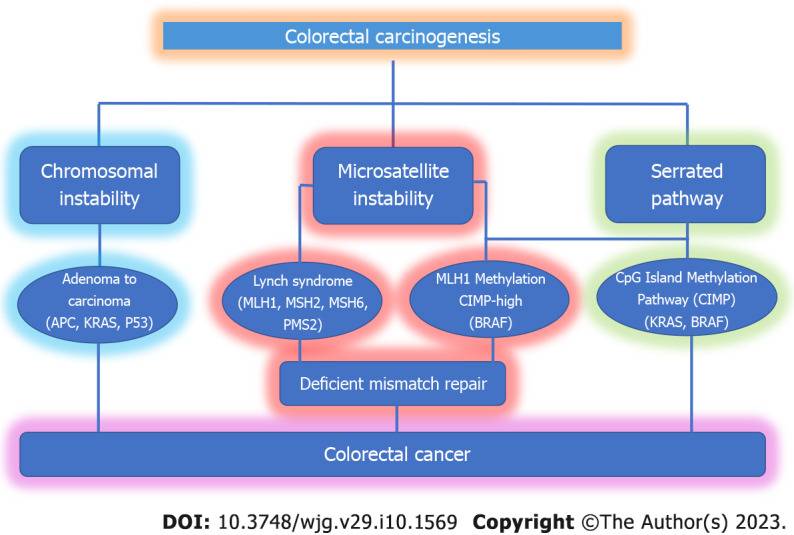 Colorectal carcinogenesis
Chromosomal
instability
Microsatellite
instability
Serrated
pathway
Adenoma to
carcinoma
(APC, KRAS, P53)
Lynch syndrome
(MLH1, MSH2, MSH6,
PMS2)
MLH1 Methylation
CIMP-high
(BRAF)
CpG Island Methylation
Pathway (CIMP)
(KRAS, BRAF)
Deficient mismatch repair
Colorectal cancer
DOI: 10.3748/wjg.v29.i10.1569 Copyright ©The Author(s) 2023.